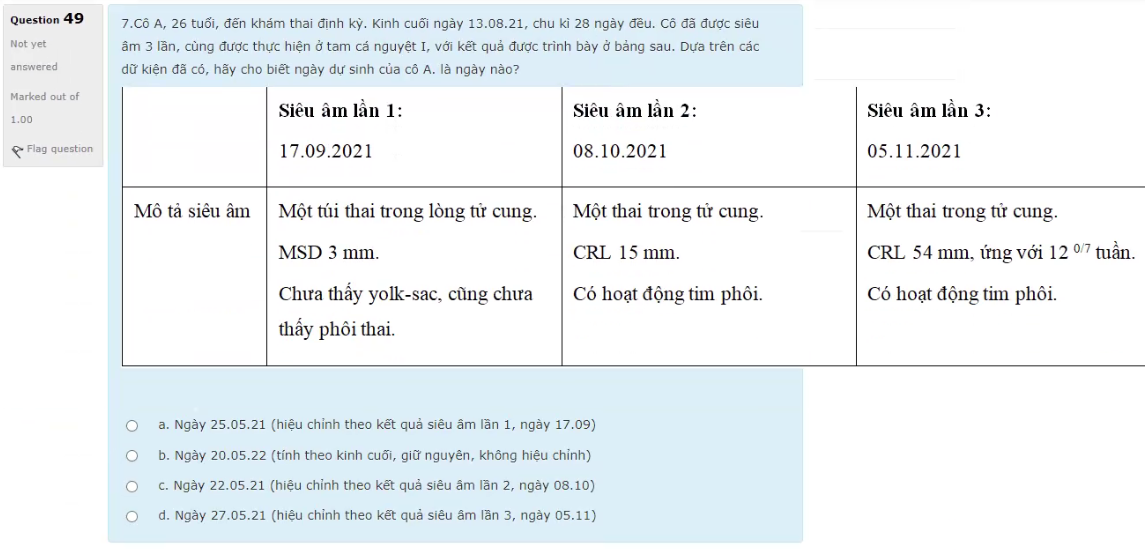 Question 49
Not yet
answered
Marked out of
1.00
Flag question
7.Cô A, 26 tuổi, đến khám thai định kỳ. Kinh cuối ngày 13.08.21, chu kì 28 ngày đều. Cô đã được siêu
âm 3 lần, cùng được thực hiện ở tam cá nguyệt I, với kết quả được trình bày ở bảng sau. Dựa trên các
dữ kiện đã có, hãy cho biết ngày dự sinh của cô A. là ngày nào?
Siêu âm lần 1:
17.09.2021
Siêu âm lần 2:
08.10.2021
Siêu âm lần 3:
05.11.2021
Mô tả siêu âm
Một túi thai trong lòng tử cung.
MSD 3 mm.
Chưa thấy yolk-sac, cũng chưa
thấy phôi thai.
Một thai trong tử cung.
CRL 15 mm.
Có hoạt động tim phôi.
Một thai trong tử cung.
CRL 54 mm, ứng với 12 0/7 tuần.
Có hoạt động tim phôi.
a. Ngày 25.05.21 (hiệu chỉnh theo kết quả siêu âm lần 1, ngày 17.09)
b. Ngày 20.05.22 (tính theo kinh cuối, giữ nguyên, không hiệu chỉnh)
c. Ngày 22.05.21 (hiệu chỉnh theo kết quả siêu âm lần 2, ngày 08.10)
d. Ngày 27.05.21 (hiệu chỉnh theo kết quả siêu âm lần 3, ngày 05.11)